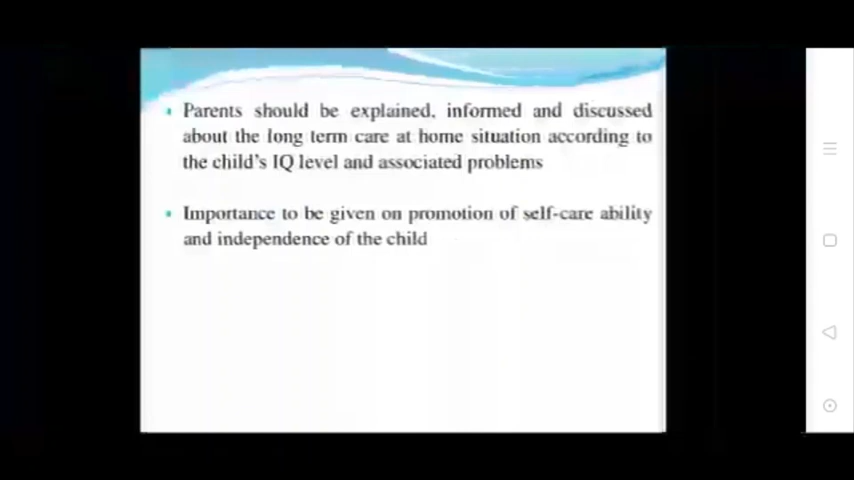 Parents should be explained, informed and discussed
about the long term care at home situation according to
the child's IQ level and associated problems
Importance to be given on promotion of self-care ability
and independence of the child